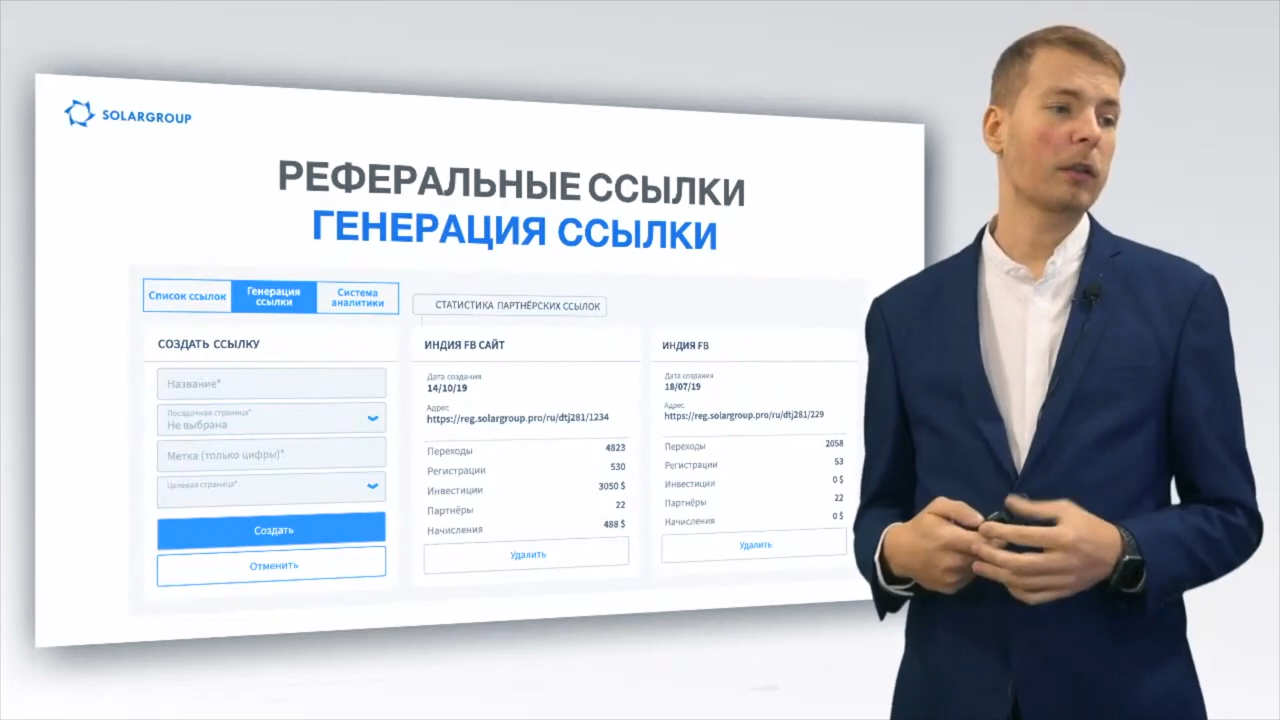 SOLARGROUP
РЕФЕРАЛЬНЫЕ ССЫЛКИ
ГЕНЕРАЦИЯ ССЫЛКИ
Список ссылок
Генерация
ссылки
Система
аналитики
СТАТИСТИКА ПАРТНЁРСКИХ ССЫЛОК
СОЗДАТЬ ССЫЛКУ
Название*
Посадочная страница*
Не выбрана
Метка (только цифры)*
Целевая страница*
Создать
Отменить
ИНДИЯ FB САЙТ
Дата создания
14/10/19
Адрес
https://reg.solargroup.pro/ru/dtj281/1234
Переходы 4823
Регистрации 530
Инвестиции 3050 $
Партнёры 22
Начисления 488 $
Удалить
ИНДИЯ FB
Дата создания
18/07/19
Адрес
https://reg.solargroup.pro/ru/dtj281/229
Переходы 2058
Регистрации 53
Инвестиции 0 $
Партнёры 22
Начисления 0 $
Удалить